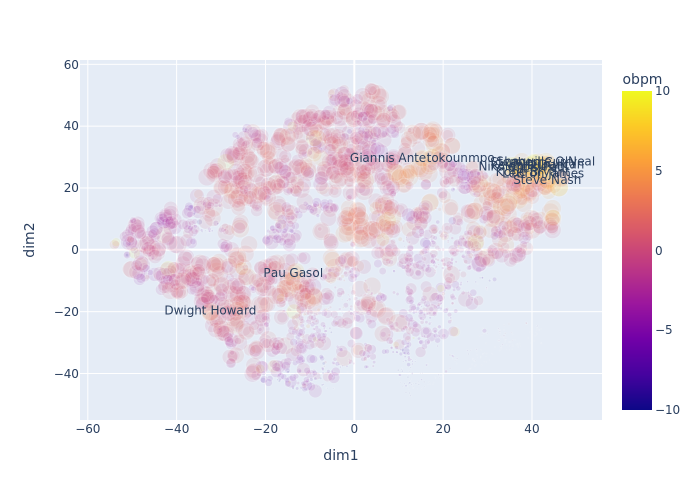 obpm
60
40
20
0
−20
−40
−60
−40
−20
0
20
40
dim1
dim2
10
5
0
−5
−10
Giannis Antetokounmpo
Steve Nash
Pau Gasol
Dwight Howard